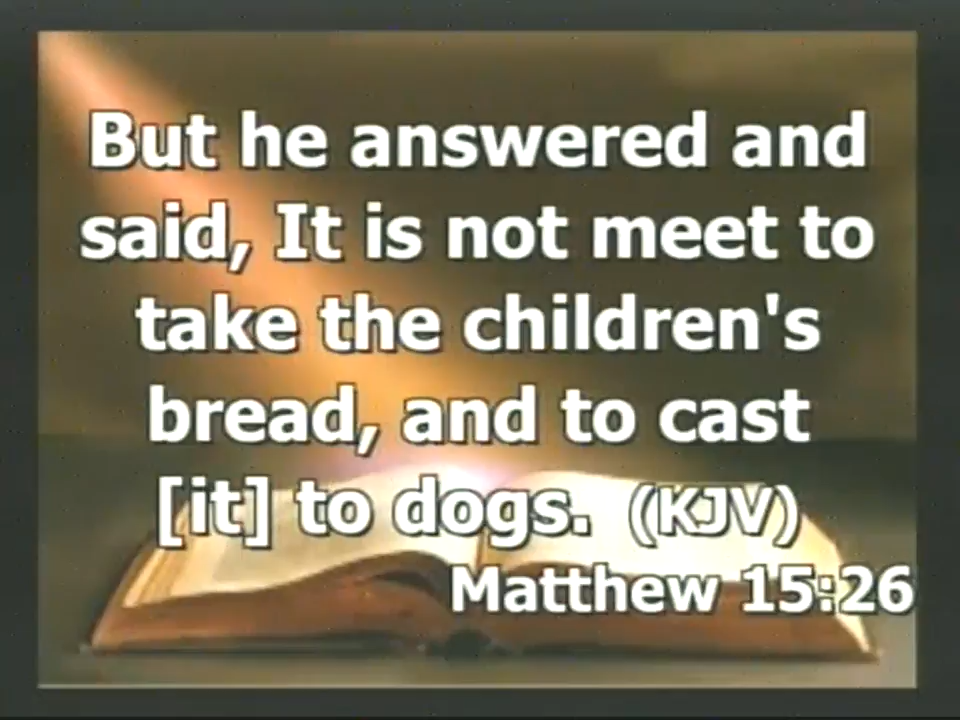 But he answered and
said, It is not meet to
take the children's
bread, and to cast
[it] to dogs. (KJV)
Matthew 15:26